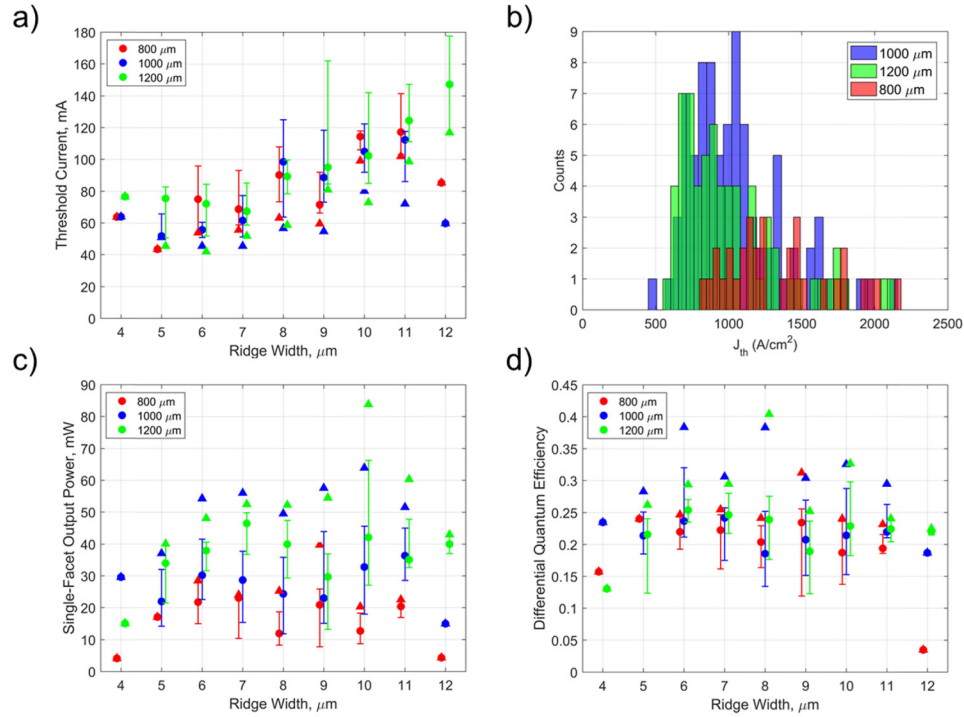 a)
180
160
140
120
100
80
60
40
20
0
Threshold Current, mA
800 μm
1000 μm
1200 μm
4 5 6 7 8 9 10 11 12
Ridge Width, μm
b)
9
8
7
6
5
4
3
2
1
0
Counts
1000 μm
1200 μm
800 μm
0 500 1000 1500 2000 2500
J_th (A/cm²)
c)
90
80
70
60
50
40
30
20
10
0
Single-Facet Output Power, mW
800 μm
1000 μm
1200 μm
4 5 6 7 8 9 10 11 12
Ridge Width, μm
d)
0.45
0.4
0.35
0.3
0.25
0.2
0.15
0.1
0.05
0
Differential Quantum Efficiency
800 μm
1000 μm
1200 μm
4 5 6 7 8 9 10 11 12
Ridge Width, μm